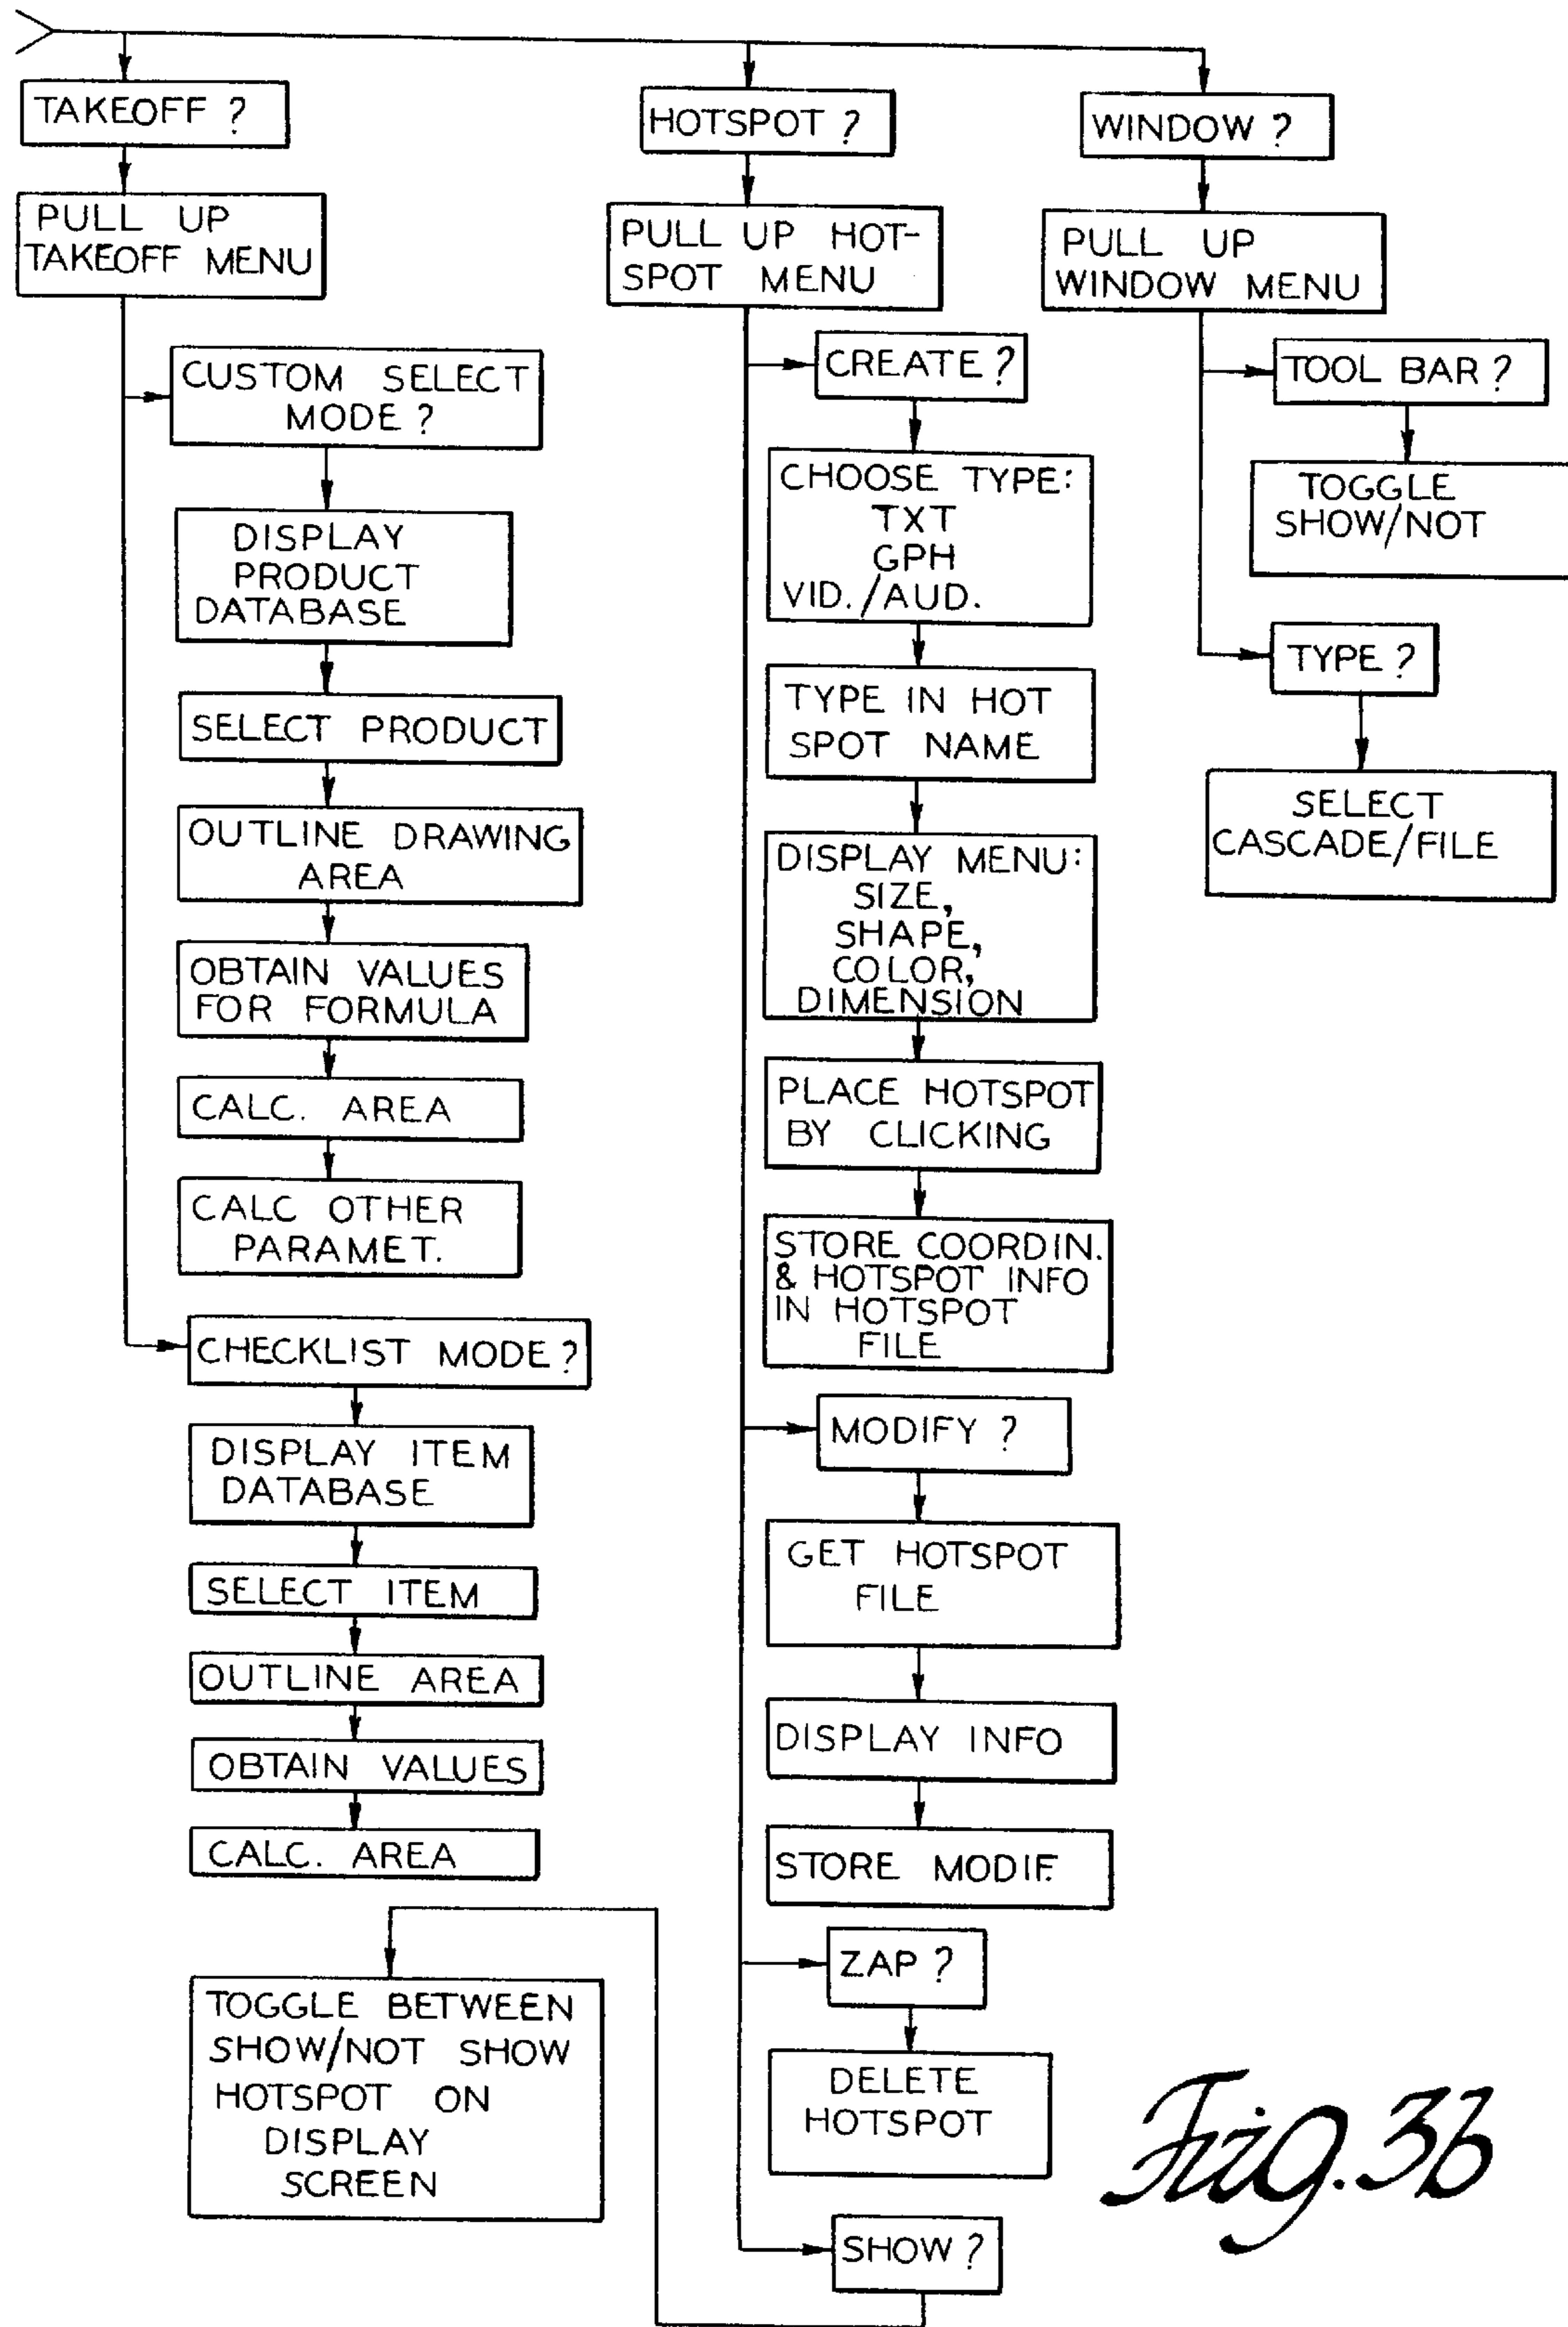 TAKEOFF ?
PULL UP
TAKEOFF MENU
CUSTOM SELECT
MODE ?
DISPLAY
PRODUCT
DATABASE
SELECT PRODUCT
OUTLINE DRAWING
AREA
OBTAIN VALUES
FOR FORMULA
CALC. AREA
CALC OTHER
PARAMET.
CHECKLIST MODE ?
DISPLAY ITEM
DATABASE
SELECT ITEM
OUTLINE AREA
OBTAIN VALUES
CALC. AREA
HOTSPOT ?
PULL UP HOT-
SPOT MENU
CREATE ?
CHOOSE TYPE:
TXT
GPH
VID./AUD.
TYPE IN HOT
SPOT NAME
DISPLAY MENU:
SIZE,
SHAPE,
COLOR,
DIMENSION
PLACE HOTSPOT
BY CLICKING
STORE COORDIN.
& HOTSPOT INFO
IN HOTSPOT
FILE
MODIFY ?
GET HOTSPOT
FILE
DISPLAY INFO
STORE MODIF.
ZAP ?
DELETE
HOTSPOT
SHOW ?
TOGGLE BETWEEN
SHOW/NOT SHOW
HOTSPOT ON
DISPLAY
SCREEN
WINDOW ?
PULL UP
WINDOW MENU
TOOL BAR ?
TOGGLE
SHOW/NOT
TYPE ?
SELECT
CASCADE/FILE
Fig. 3b